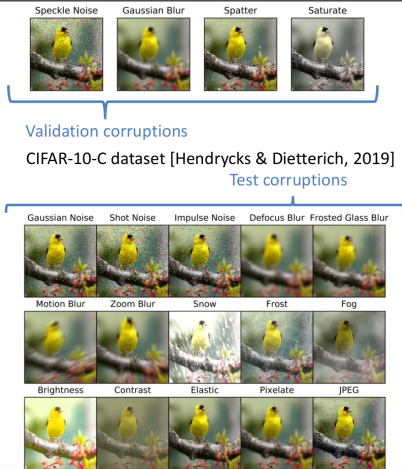 Speckle Noise Gaussian Blur Spatter Saturate
Validation corruptions
CIFAR-10-C dataset [Hendrycks & Dietterich, 2019]
Test corruptions
Gaussian Noise Shot Noise Impulse Noise Defocus Blur Frosted Glass Blur
Motion Blur Zoom Blur Snow Frost Fog
Brightness Contrast Elastic Pixelate JPEG